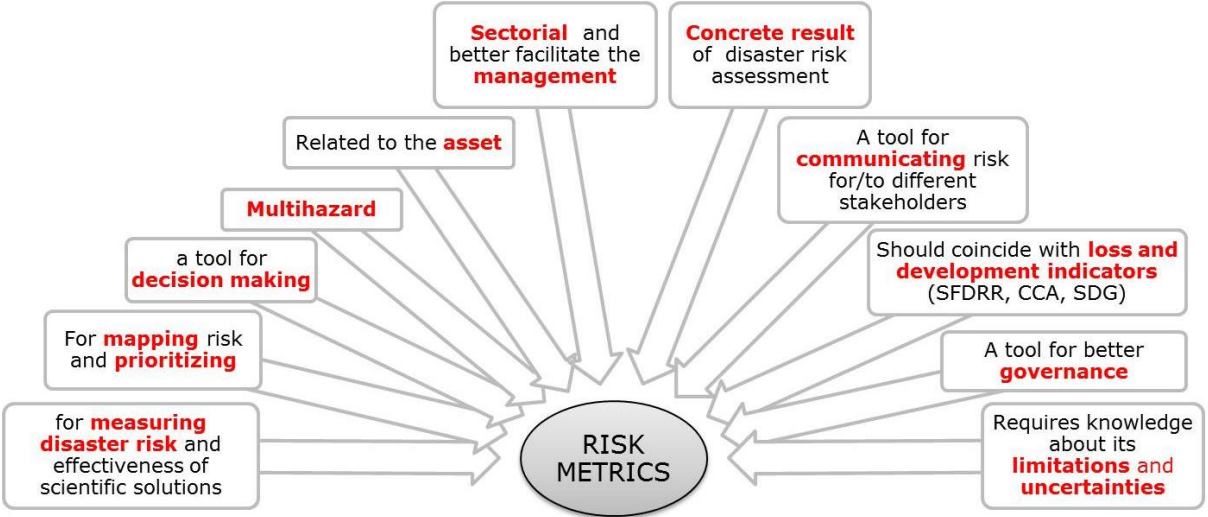 Sectorial and
better facilitate the
management
Concrete result
of disaster risk
assessment
Related to the asset
A tool for
communicating risk
for/to different
stakeholders
Multihazard
a tool for
decision making
Should coincide with loss and
development indicators
(SFDRR, CCA, SDG)
For mapping risk
and prioritizing
A tool for better
governance
for measuring
disaster risk and
effectiveness of
scientific solutions
RISK
METRICS
Requires knowledge
about its
limitations and
uncertainties